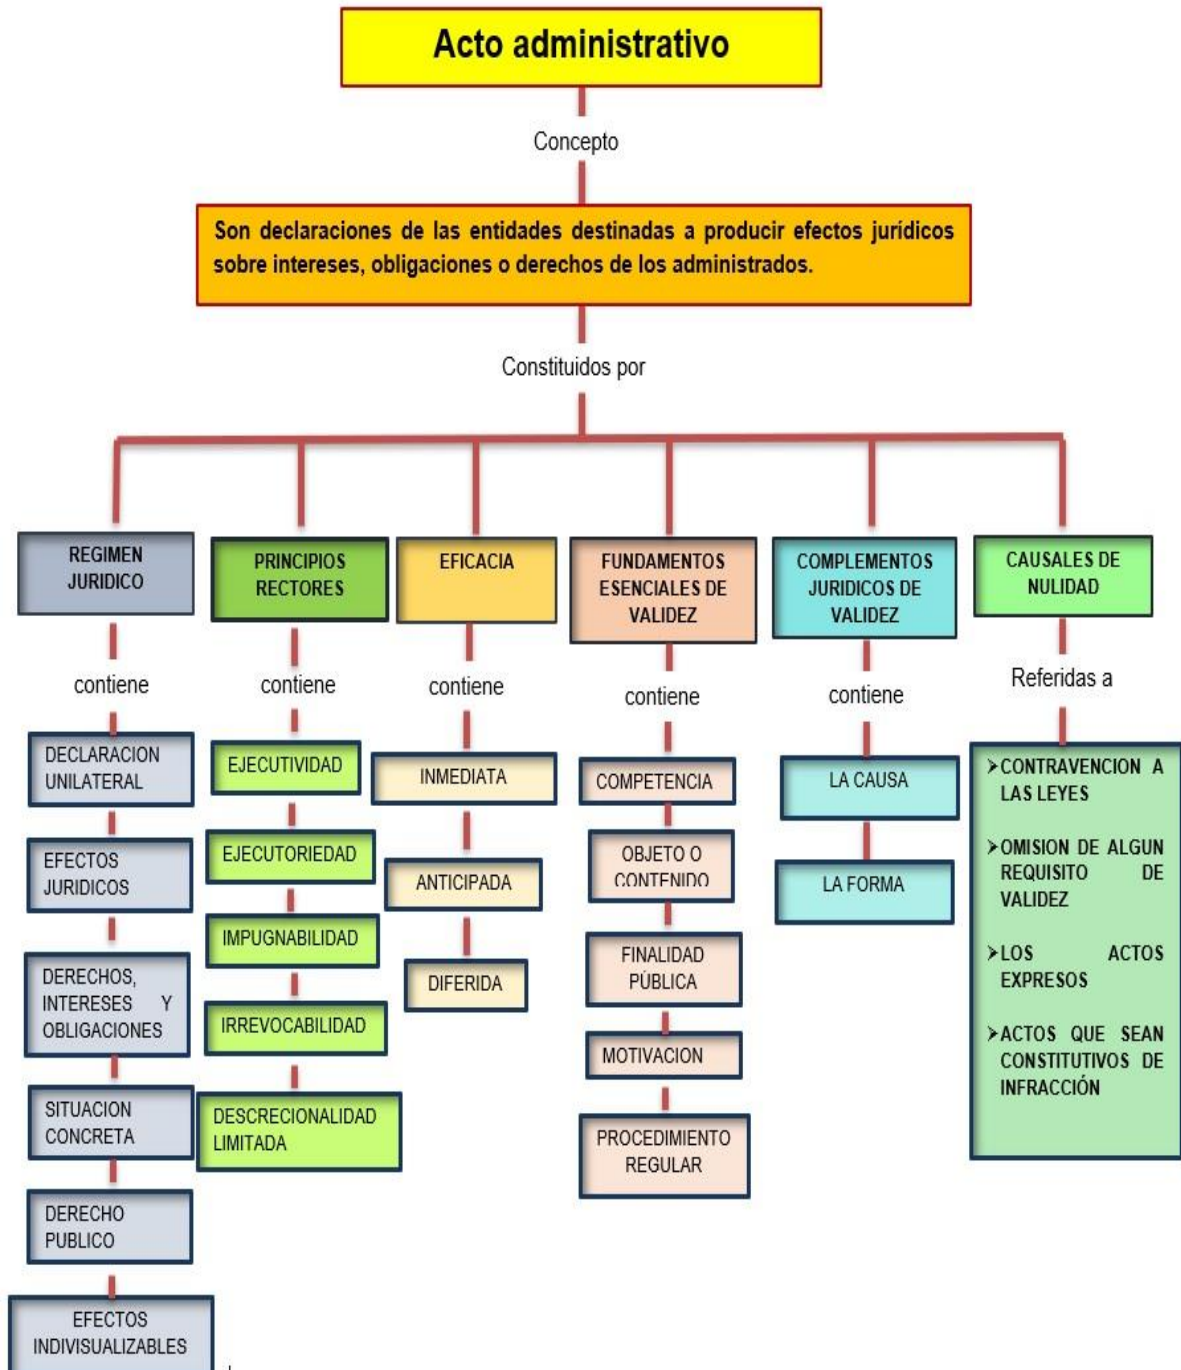 Acto administrativo
Concepto
Son declaraciones de las entidades destinadas a producir efectos jurídicos
sobre intereses, obligaciones o derechos de los administrados.
Constituidos por
REGIMEN
JURIDICO
contiene
DECLARACION
UNILATERAL
EFECTOS
JURIDICOS
DERECHOS,
INTERESES Y
OBLIGACIONES
SITUACION
CONCRETA
DERECHO
PUBLICO
EFECTOS
INDIVISUALIZABLES
PRINCIPIOS
RECTORES
contiene
EJECUTIVIDAD
EJECUTORIEDAD
IMPUGNABILIDAD
IRREVOCABILIDAD
DESCRECIONALIDAD
LIMITADA
EFICACIA
contiene
INMEDIATA
ANTICIPADA
DIFERIDA
FUNDAMENTOS
ESENCIALES DE
VALIDEZ
contiene
COMPETENCIA
OBJETO O
CONTENIDO
FINALIDAD
PÚBLICA
MOTIVACION
PROCEDIMIENTO
REGULAR
COMPLEMENTOS
JURIDICOS DE
VALIDEZ
contiene
LA CAUSA
LA FORMA
CAUSALES DE
NULIDAD
Referidas a
➢CONTRAVENCION A
LAS LEYES
➢OMISION DE ALGUN
REQUISITO DE
VALIDEZ
➢LOS ACTOS
EXPRESOS
➢ACTOS QUE SEAN
CONSTITUTIVOS DE
INFRACCIÓN